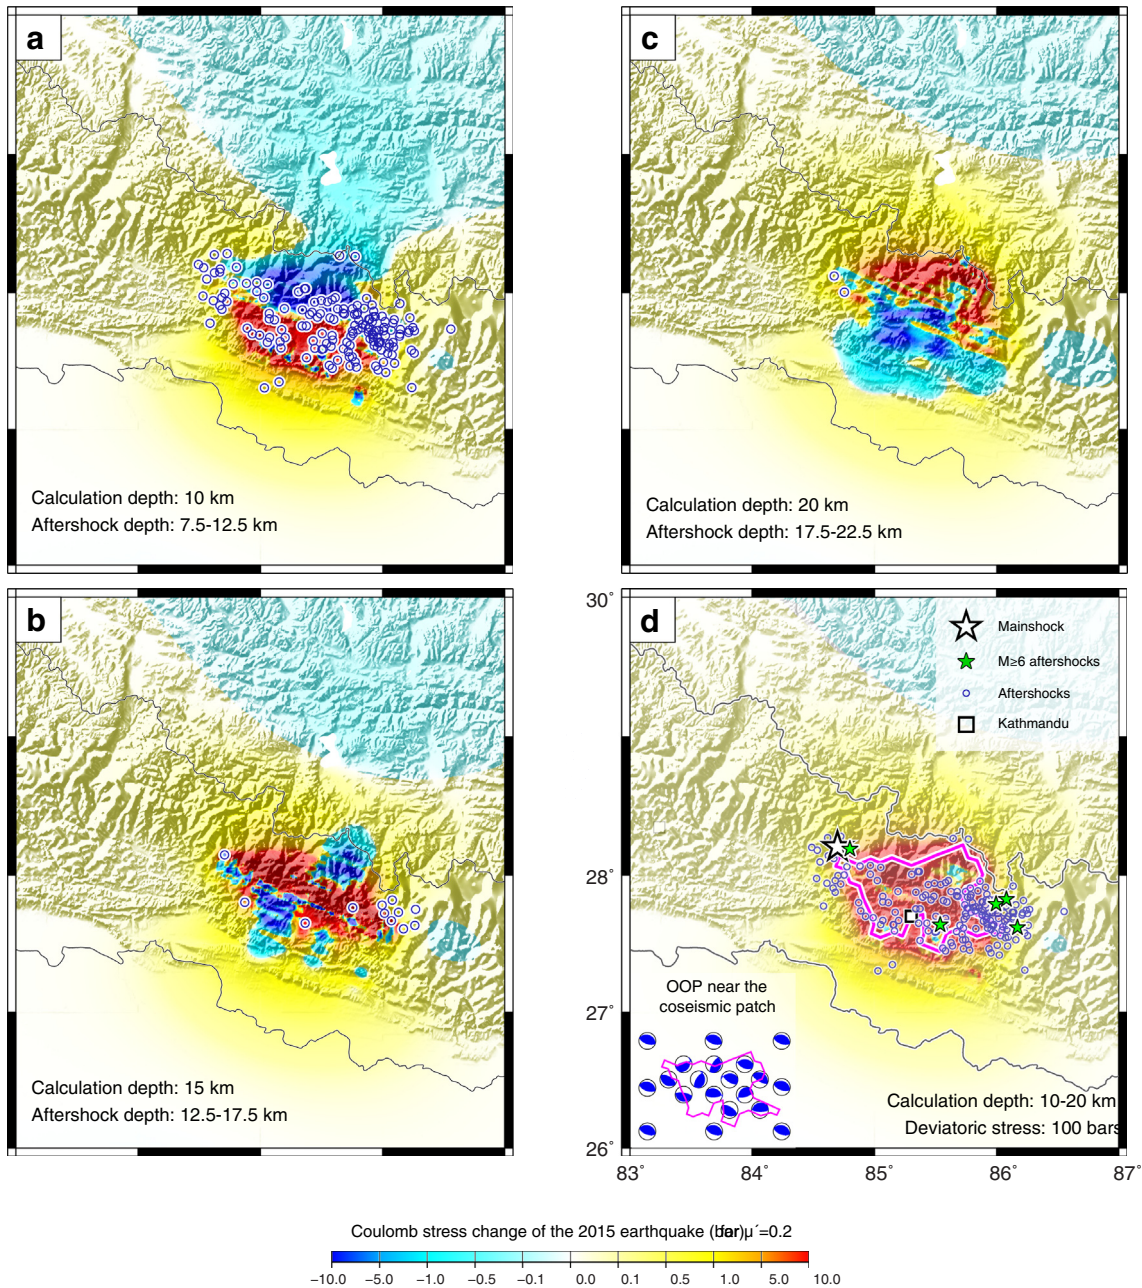 a
Calculation depth: 10 km
Aftershock depth: 7.5-12.5 km
c
Calculation depth: 20 km
Aftershock depth: 17.5-22.5 km
b
Calculation depth: 15 km
Aftershock depth: 12.5-17.5 km
d
Mainshock
M≥6 aftershocks
Aftershocks
Kathmandu
OOP near the
coseismic patch
Calculation depth: 10-20 km
Deviatoric stress: 100 bars
30˚
28˚
27˚
26˚
83˚ 84˚ 85˚ 86˚ 87˚
Coulomb stress change of the 2015 earthquake (bar) for μ´=0.2
−10.0 −5.0 −1.0 −0.5 −0.1 0.0 0.1 0.5 1.0 5.0 10.0